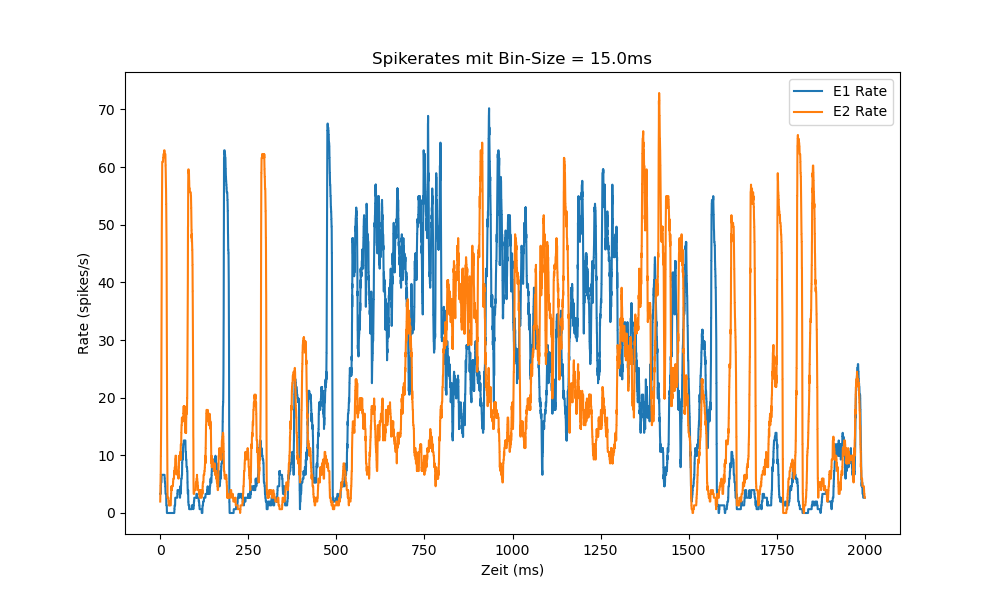 Spikerates mit Bin-Size = 15.0ms
E1 Rate
E2 Rate
70
60
50
40
30
20
10
0
Rate (spikes/s)
0 250 500 750 1000 1250 1500 1750 2000
Zeit (ms)